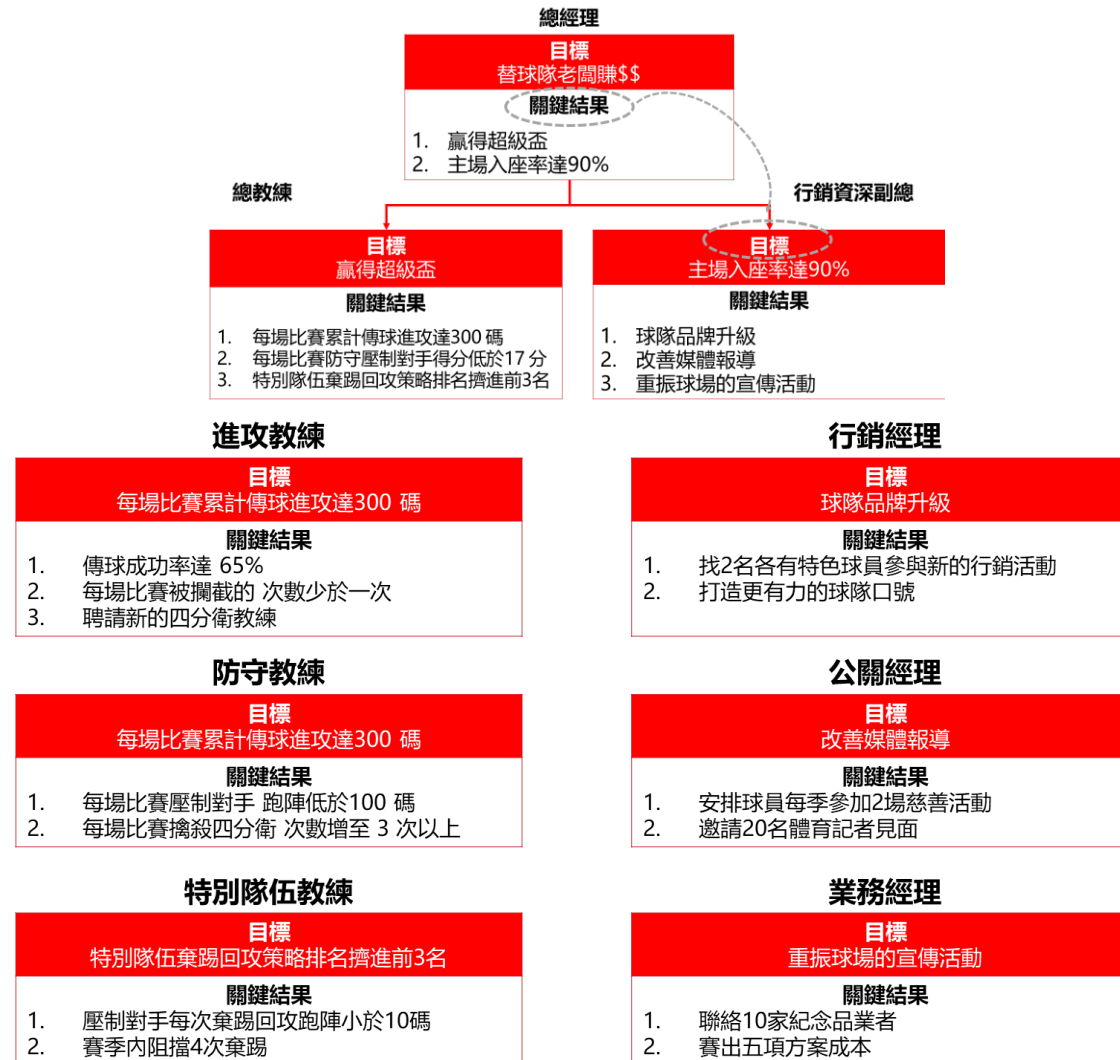 總經理
目標
替球隊老闆賺$$
關鍵結果
1. 贏得超級盃
2. 主場入座率達90%
總教練
目標
贏得超級盃
關鍵結果
1. 每場比賽累計傳球進攻達300 碼
2. 每場比賽防守壓制對手得分低於17 分
3. 特別隊伍棄踢回攻策略排名擠進前3名
行銷資深副總
目標
主場入座率達90%
關鍵結果
1. 球隊品牌升級
2. 改善媒體報導
3. 重振球場的宣傳活動
進攻教練
目標
每場比賽累計傳球進攻達300 碼
關鍵結果
1. 傳球成功率達 65%
2. 每場比賽被攔截的 次數少於一次
3. 聘請新的四分衛教練
行銷經理
目標
球隊品牌升級
關鍵結果
1. 找2名各有特色球員參與新的行銷活動
2. 打造更有力的球隊口號
防守教練
目標
每場比賽累計傳球進攻達300 碼
關鍵結果
1. 每場比賽壓制對手 跑陣低於100 碼
2. 每場比賽擒殺四分衛 次數增至 3 次以上
公關經理
目標
改善媒體報導
關鍵結果
1. 安排球員每季參加2場慈善活動
2. 邀請20名體育記者見面
特別隊伍教練
目標
特別隊伍棄踢回攻策略排名擠進前3名
關鍵結果
1. 壓制對手每次棄踢回攻跑陣小於10碼
2. 賽季內阻擋4次棄踢
業務經理
目標
重振球場的宣傳活動
關鍵結果
1. 聯絡10家紀念品業者
2. 賽出五項方案成本